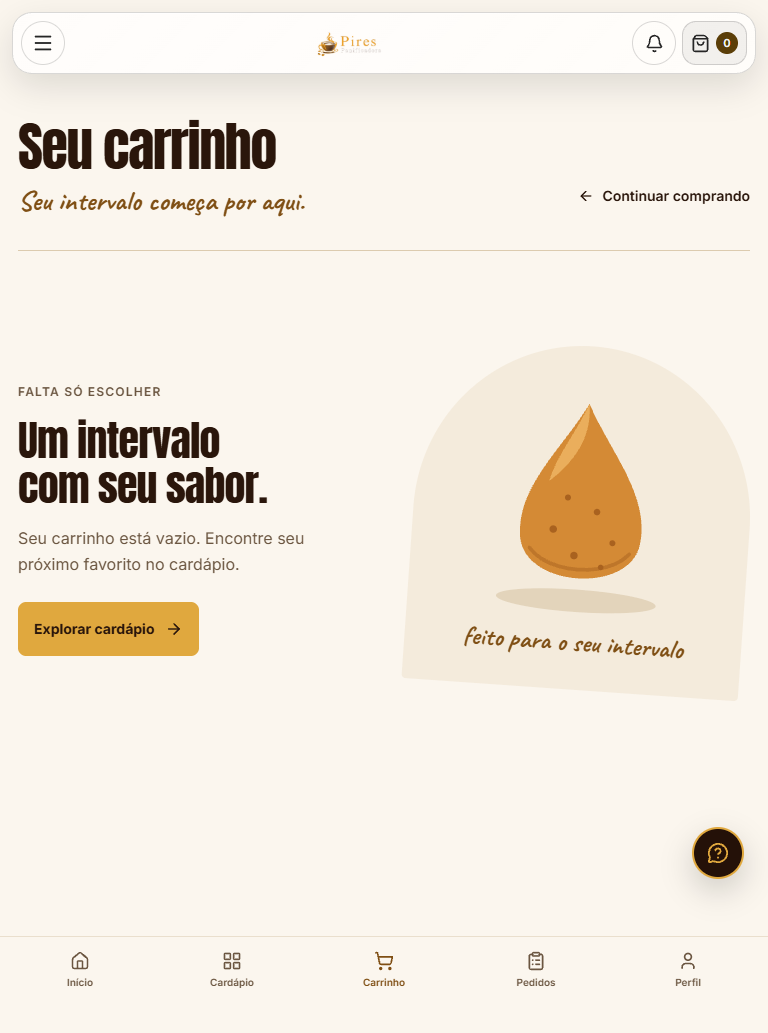 Pires
0
Seu carrinho
Seu intervalo começa por aqui.
Continuar comprando
FALTA SÓ ESCOLHER
Um intervalo
com seu sabor.
Seu carrinho está vazio. Encontre seu
próximo favorito no cardápio.
Explorar cardápio
feito para o seu intervalo
Início
Cardápio
Carrinho
Pedidos
Perfil